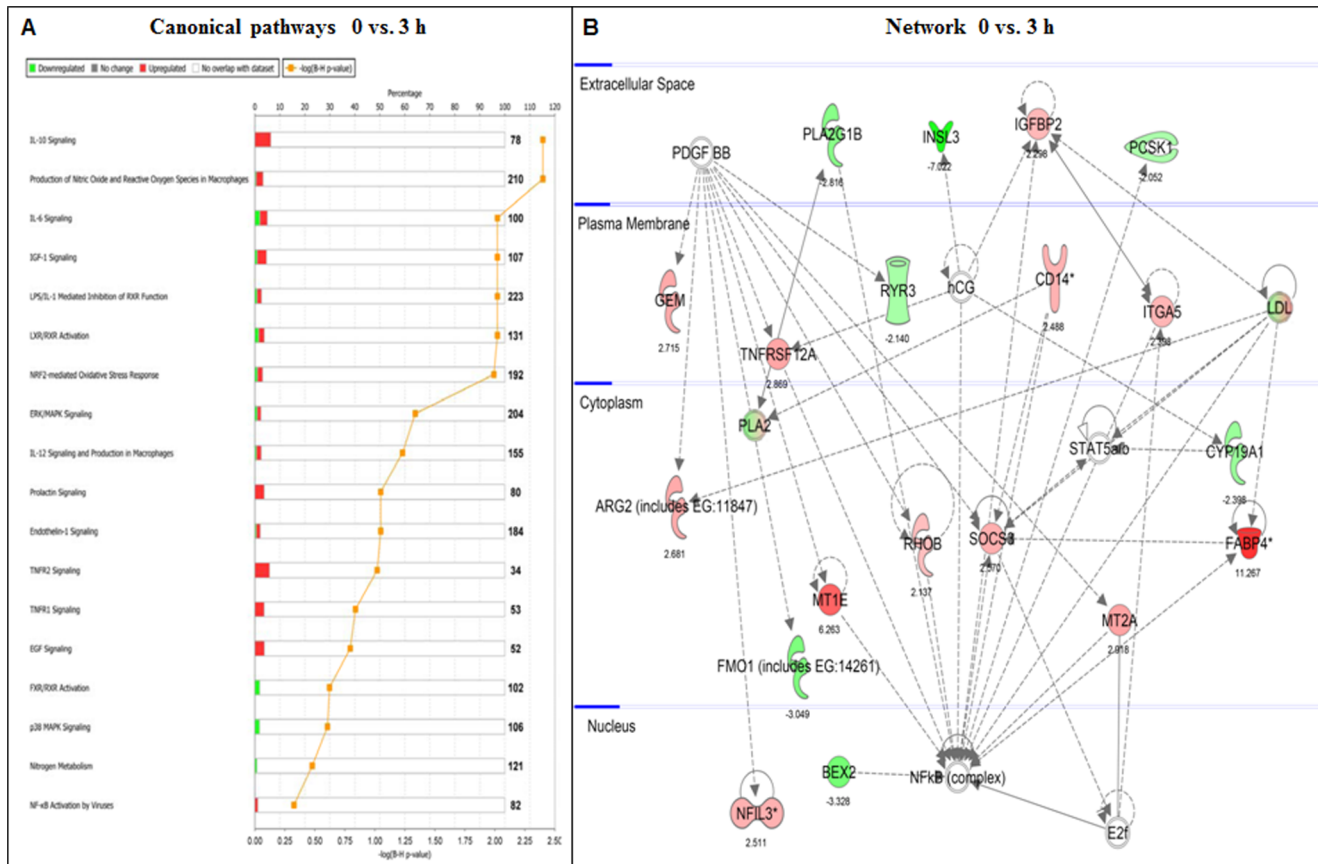 A
Canonical pathways 0 vs. 3 h
Downregulated
No change
Upregulated
No overlap with dataset
-log(B-H p-value)
Percentage
0 10 20 30 40 50 60 70 80 90 100 110 120
IL-10 Signaling 78
Production of Nitric Oxide and Reactive Oxygen Species in Macrophages 210
IL-6 Signaling 100
IGF-1 Signaling 107
LPS/IL-1 Mediated Inhibition of RXR Function 223
LXR/RXR Activation 131
NRF2-mediated Oxidative Stress Response 192
ERK/MAPK Signaling 204
IL-12 Signaling and Production in Macrophages 155
Prolactin Signaling 80
Endothelin-1 Signaling 184
TNFR2 Signaling 34
TNFR1 Signaling 53
EGF Signaling 52
FXR/RXR Activation 102
p38 MAPK Signaling 106
Nitrogen Metabolism 121
NF-κB Activation by Viruses 82
0.00 0.25 0.50 0.75 1.00 1.25 1.50 1.75 2.00 2.25 2.50
-log(B-H p-value)
B
Network 0 vs. 3 h
Extracellular Space
PDGF BB
PLA2G1B
-2.816
INSL3
-7.022
IGFBP2
2.298
PCSK1
-2.052
Plasma Membrane
GEM
2.715
TNFRSF12A
2.869
RYR3
-2.140
hCG
CD14*
2.488
ITGA5
LDL
Cytoplasm
PLA2
STAT5a/b
CYP19A1
-2.398
ARG2 (includes EG:11847)
2.681
RHOB
2.137
SOCS3
2.570
FABP4*
11.267
MT1E
6.263
MT2A
2.918
FMO1 (includes EG:14261)
-3.049
Nucleus
BEX2
-3.328
NFkB (complex)
NFIL3*
2.511
E2f